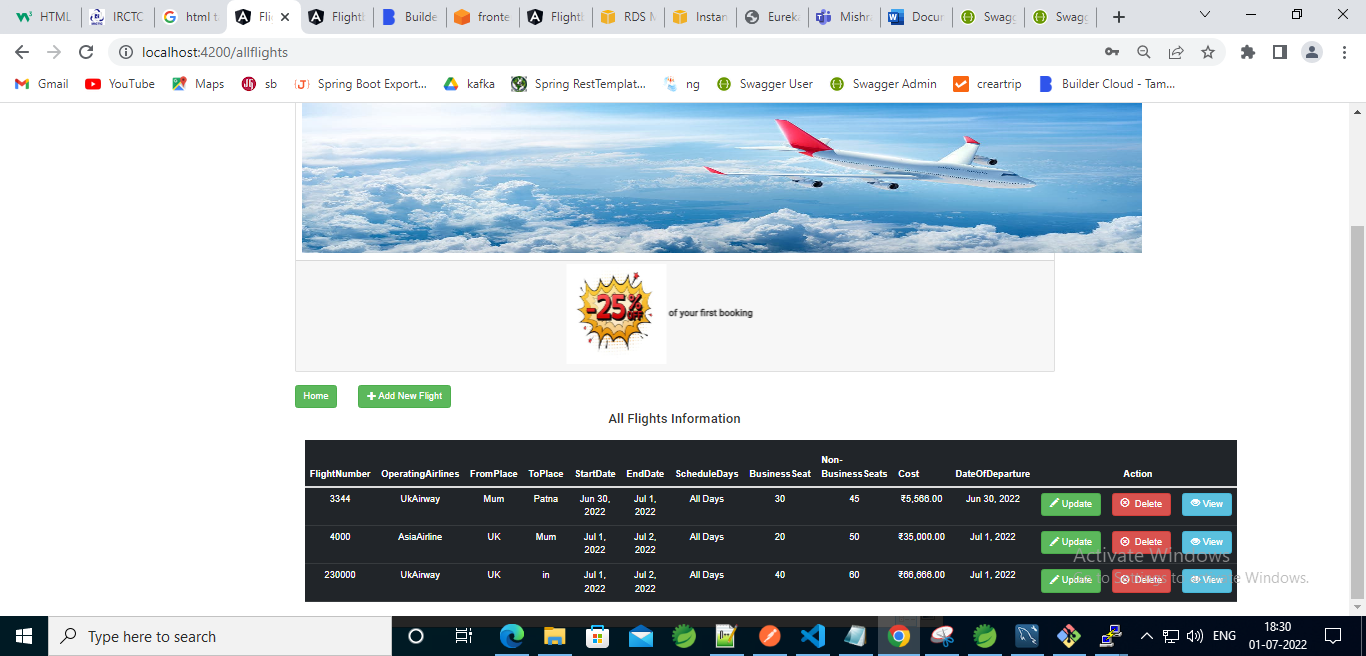 HTML IRCTC html t Fli Flight Builde fronte Flight RDS Instan Eurek Mishr Docur Swag Swag
localhost:4200/allflights
Gmail YouTube Maps sb Spring Boot Export... kafka Spring RestTemplat... ng Swagger User Swagger Admin creartrip Builder Cloud - Tam...
-25% OFF
of your first booking
Home Add New Flight
All Flights Information
FlightNumber OperatingAirlines FromPlace ToPlace StartDate EndDate ScheduleDays BusinessSeat Non-BusinessSeats Cost DateOfDeparture Action
3344 UkAirway Mum Patna Jun 30, 2022 Jul 1, 2022 All Days 30 45 ₹5,566.00 Jun 30, 2022 Update Delete View
4000 AsiaAirline UK Mum Jul 1, 2022 Jul 2, 2022 All Days 20 50 ₹35,000.00 Jul 1, 2022 Update Delete View
230000 UkAirway UK in Jul 1, 2022 Jul 2, 2022 All Days 40 60 ₹66,666.00 Jul 1, 2022 Update Delete View
Activate Windows
Type here to search
ENG
18:30
01-07-2022